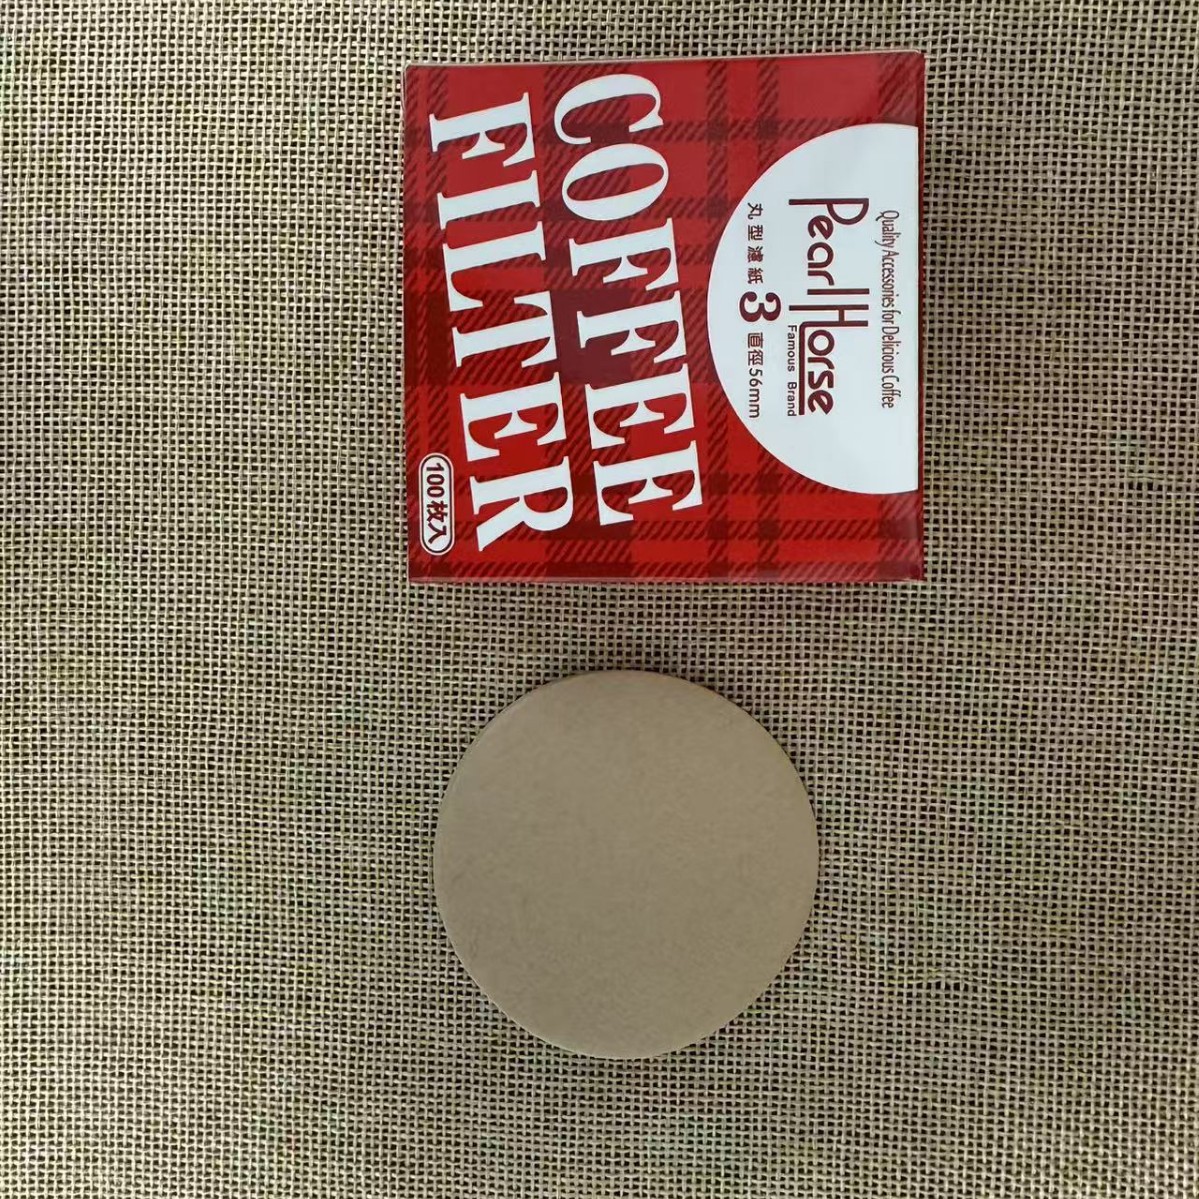 Quality Accessories for Delicious Coffee
Pearl Horse
Famous Brand
丸型濾紙 3 直徑56mm
COFFEE
FILTER
100枚入